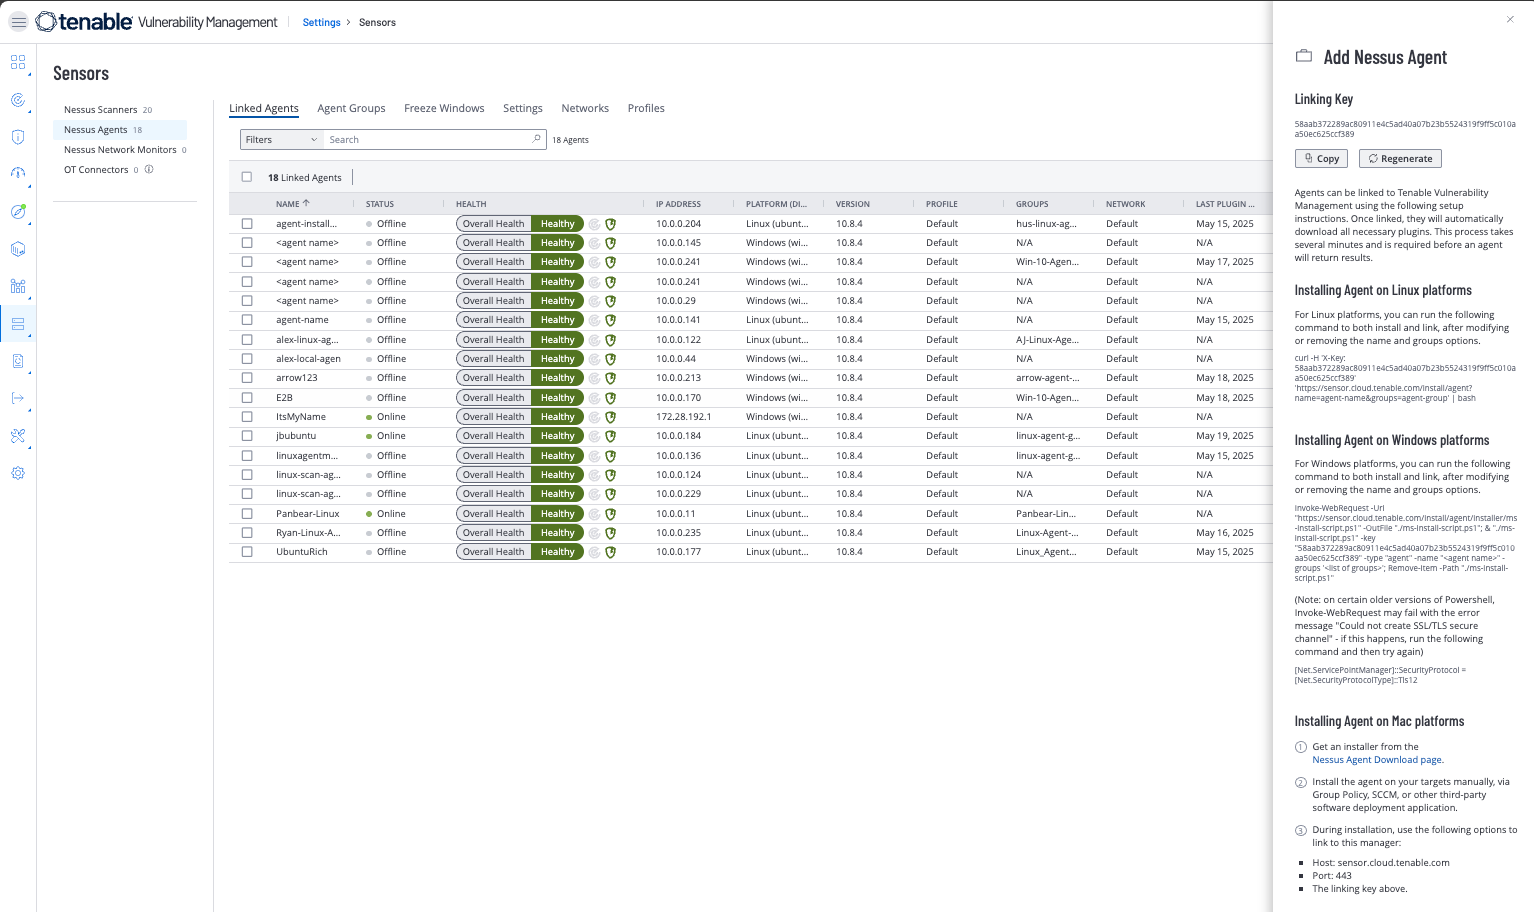 tenable Vulnerability Management Settings > Sensors
Sensors
Nessus Scanners 20
Nessus Agents 18
Nessus Network Monitors 0
OT Connectors 0
Linked Agents Agent Groups Freeze Windows Settings Networks Profiles
Filters Search 18 Agents
18 Linked Agents
NAME STATUS HEALTH IP ADDRESS PLATFORM (DI... VERSION PROFILE GROUPS NETWORK LAST PLUGIN ...
agent-install... Offline Overall Health Healthy 10.0.0.204 Linux (ubunt... 10.8.4 Default hus-linux-ag... Default May 15, 2025
<agent name> Offline Overall Health Healthy 10.0.0.145 Windows (wi... 10.8.4 Default N/A Default N/A
<agent name> Offline Overall Health Healthy 10.0.0.241 Windows (wi... 10.8.4 Default Win-10-Agen... Default May 17, 2025
<agent name> Offline Overall Health Healthy 10.0.0.241 Windows (wi... 10.8.4 Default N/A Default N/A
<agent name> Offline Overall Health Healthy 10.0.0.29 Windows (wi... 10.8.4 Default N/A Default N/A
agent-name Offline Overall Health Healthy 10.0.0.141 Linux (ubunt... 10.8.4 Default N/A Default May 15, 2025
alex-linux-ag... Offline Overall Health Healthy 10.0.0.122 Linux (ubunt... 10.8.4 Default AJ-Linux-Age... Default N/A
alex-local-agen Offline Overall Health Healthy 10.0.0.44 Windows (wi... 10.8.4 Default N/A Default N/A
arrow123 Offline Overall Health Healthy 10.0.0.213 Windows (wi... 10.8.4 Default arrow-agent-... Default May 18, 2025
E2B Offline Overall Health Healthy 10.0.0.170 Windows (wi... 10.8.4 Default Win-10-Agen... Default May 18, 2025
ItsMyName Online Overall Health Healthy 172.28.192.1 Windows (wi... 10.8.4 Default N/A Default N/A
jbubuntu Online Overall Health Healthy 10.0.0.184 Linux (ubunt... 10.8.4 Default linux-agent-g... Default May 19, 2025
linuxagentm... Offline Overall Health Healthy 10.0.0.136 Linux (ubunt... 10.8.4 Default linux-agent-g... Default May 15, 2025
linux-scan-ag... Offline Overall Health Healthy 10.0.0.124 Linux (ubunt... 10.8.4 Default N/A Default N/A
linux-scan-ag... Offline Overall Health Healthy 10.0.0.229 Linux (ubunt... 10.8.4 Default N/A Default N/A
Panbear-Linux Online Overall Health Healthy 10.0.0.11 Linux (ubunt... 10.8.4 Default Panbear-Lin... Default N/A
Ryan-Linux-A... Offline Overall Health Healthy 10.0.0.235 Linux (ubunt... 10.8.4 Default Linux-Agent-... Default May 16, 2025
UbuntuRich Offline Overall Health Healthy 10.0.0.177 Linux (ubunt... 10.8.4 Default Linux_Agent... Default May 15, 2025
Add Nessus Agent
Linking Key
58aab372289ac80911e4c5ad40a07b23b5524319f9ff5c010a
a50ec625ccf389
Copy Regenerate
Agents can be linked to Tenable Vulnerability
Management using the following setup
instructions. Once linked, they will automatically
download all necessary plugins. This process takes
several minutes and is required before an agent
will return results.
Installing Agent on Linux platforms
For Linux platforms, you can run the following
command to both install and link, after modifying
or removing the name and groups options.
curl -H 'X-Key:
58aab372289ac80911e4c5ad40a07b23b5524319f9ff5c010a
a50ec625ccf389'
'https://sensor.cloud.tenable.com/install/agent?
name=agent-name&groups=agent-group' | bash
Installing Agent on Windows platforms
For Windows platforms, you can run the following
command to both install and link, after modifying
or removing the name and groups options.
Invoke-WebRequest -Uri
"https://sensor.cloud.tenable.com/install/agent/installer/ms
-install-script.ps1" -OutFile "./ms-install-script.ps1"; & "./ms-
install-script.ps1" -key
"58aab372289ac80911e4c5ad40a07b23b5524319f9ff5c010
aa50ec625ccf389" -type "agent" -name "<agent name>" -
groups '<list of groups>'; Remove-Item -Path "./ms-install-
script.ps1"
(Note: on certain older versions of Powershell,
Invoke-WebRequest may fail with the error
message "Could not create SSL/TLS secure
channel" - if this happens, run the following
command and then try again)
[Net.ServicePointManager]::SecurityProtocol =
[Net.SecurityProtocolType]::Tls12
Installing Agent on Mac platforms
1 Get an installer from the
Nessus Agent Download page.
2 Install the agent on your targets manually, via
Group Policy, SCCM, or other third-party
software deployment application.
3 During installation, use the following options to
link to this manager:
Host: sensor.cloud.tenable.com
Port: 443
The linking key above.